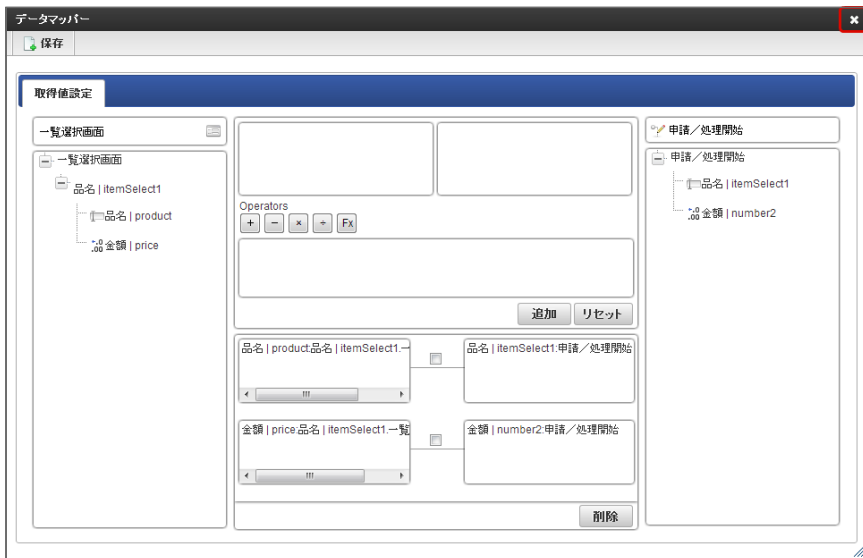 データマッパー
保存
取得値設定
一覧選択画面
一覧選択画面
品名 | itemSelect1
品名 | product
金額 | price
Operators
+ − × ÷ Fx
追加 リセット
品名 | product:品名 | itemSelect1.一
品名 | itemSelect1:申請／処理開始
金額 | price:品名 | itemSelect1.一覧
金額 | number2:申請／処理開始
削除
申請／処理開始
申請／処理開始
品名 | itemSelect1
金額 | number2